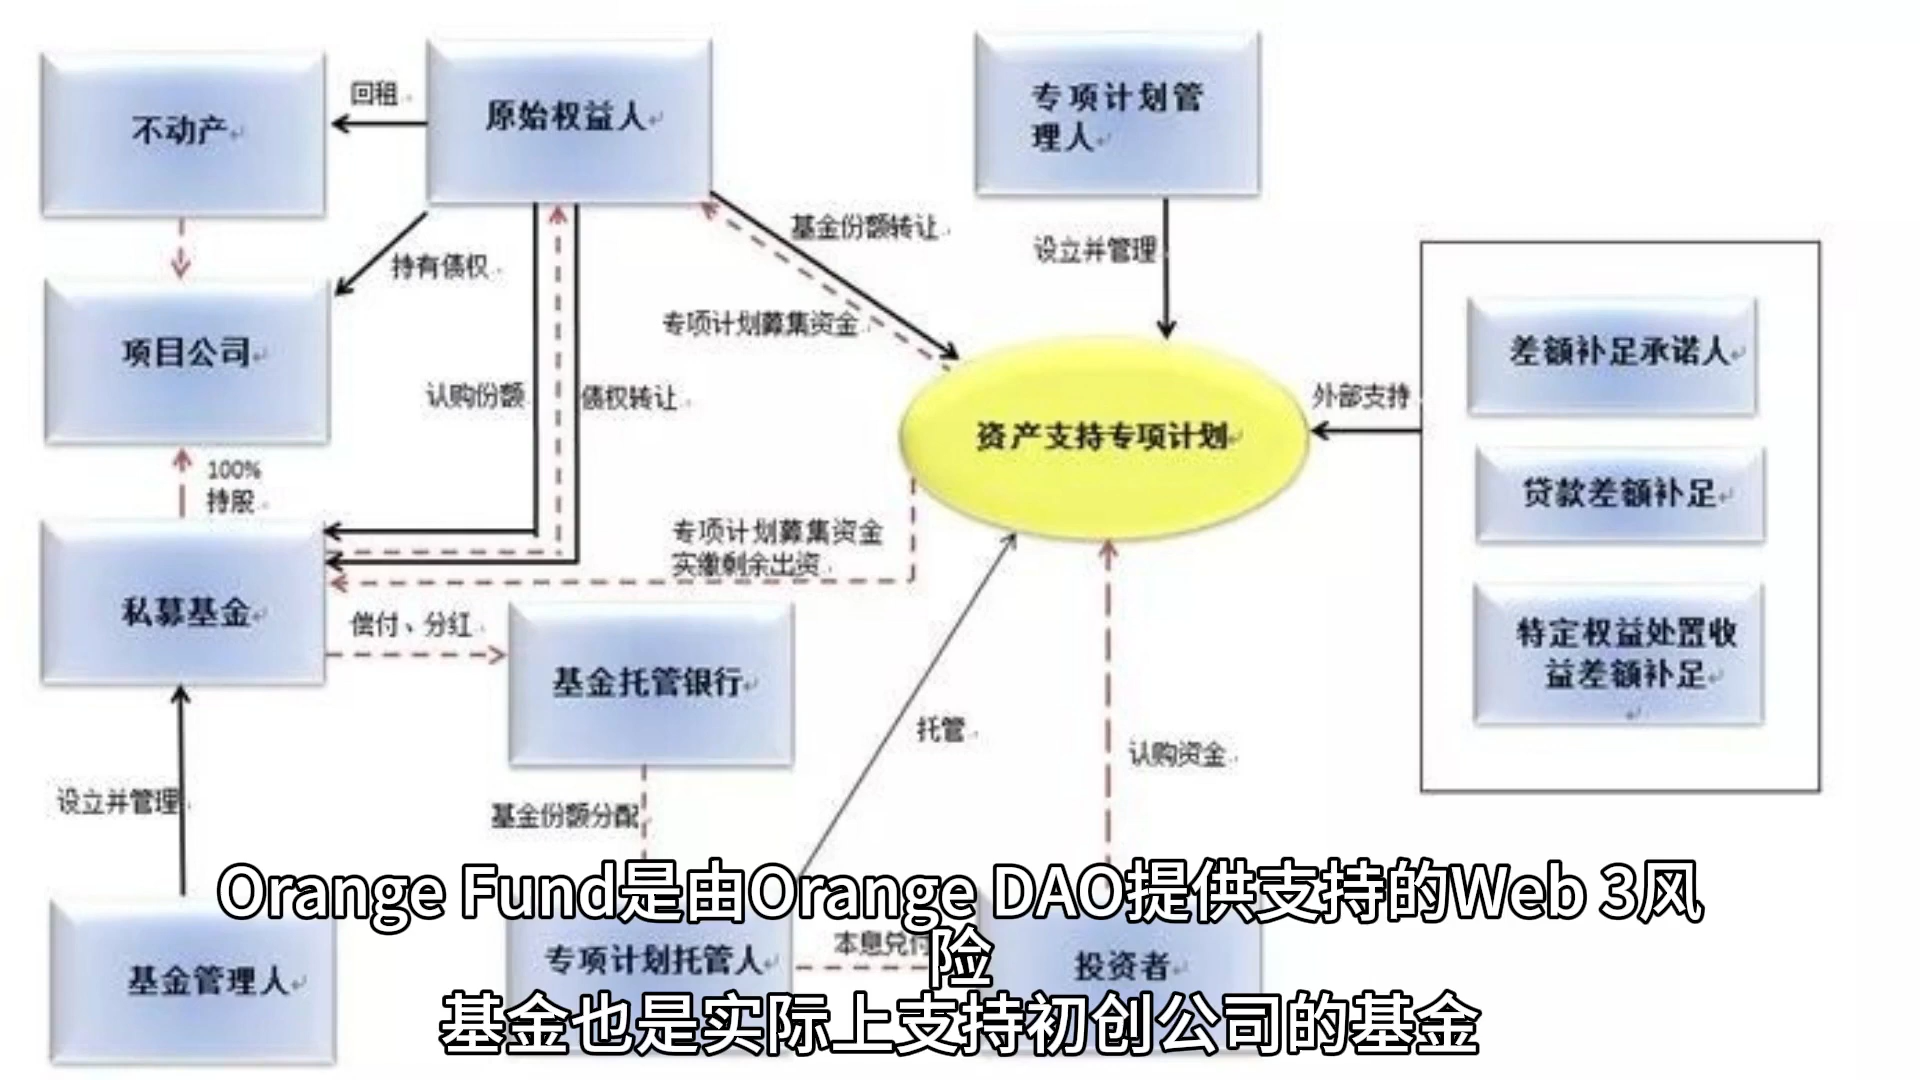 不动产
回租
原始权益人
专项计划管
理人
基金份额转让
设立并管理
持有债权
项目公司
专项计划募集资金
差额补足承诺人
认购份额
债权转让
外部支持
资产支持专项计划
100%
持股
贷款差额补足
专项计划募集资金
实缴剩余出资
私募基金
偿付、分红
特定权益处置收
益差额补足
基金托管银行
托管
认购资金
设立并管理
基金份额分配
基金管理人
专项计划托管人
本息兑付
投资者
Orange Fund是由Orange DAO提供支持的Web 3风
险
基金也是实际上支持初创公司的基金